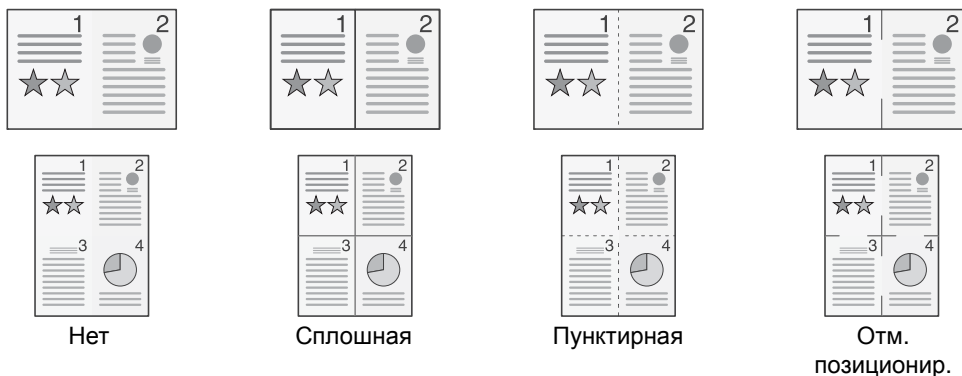 1 2 1 2 1 2 1 2
1 2 1 2 1 2 1 2
3 4 3 4 3 4 3 4
Нет Сплошная Пунктирная Отм.
позиционир.